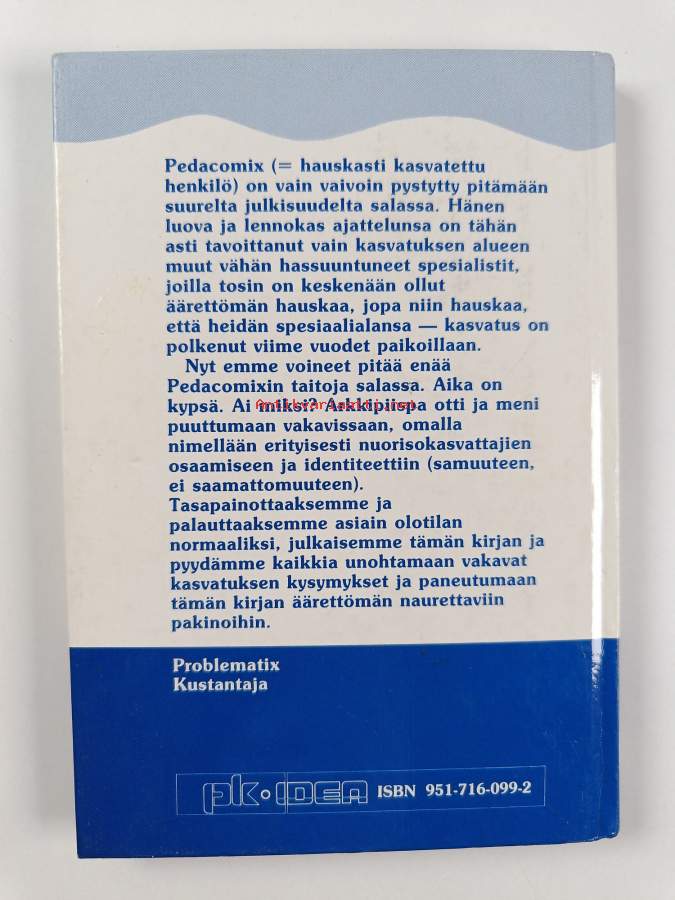 Pedacomix (= hauskasti kasvatettu
henkilö) on vain vaivoin pystytty pitämään
suurelta julkisuudelta salassa. Hänen
luova ja lennokas ajattelunsa on tähän
asti tavoittanut vain kasvatuksen alueen
muut vähän hassuuntuneet spesialistit,
joilla tosin on keskenään ollut
äärettömän hauskaa, jopa niin hauskaa,
että heidän spesiaalialansa — kasvatus on
polkenut viime vuodet paikoillaan.
Nyt emme voineet pitää enää
Pedacomixin taitoja salassa. Aika on
kypsä. Ai miksi? Arkkipiispa otti ja meni
puuttumaan vakavissaan, omalla
nimellään erityisesti nuorisokasvattajien
osaamiseen ja identiteettiin (samuuteen,
ei saamattomuuteen).
Tasapainottaaksemme ja
palauttaaksemme asiain olotilan
normaaliksi, julkaisemme tämän kirjan ja
pyydämme kaikkia unohtamaan vakavat
kasvatuksen kysymykset ja paneutumaan
tämän kirjan äärettömän naurettaviin
pakinoihin.
Problematix
Kustantaja
pk·IDEA ISBN 951-716-099-2